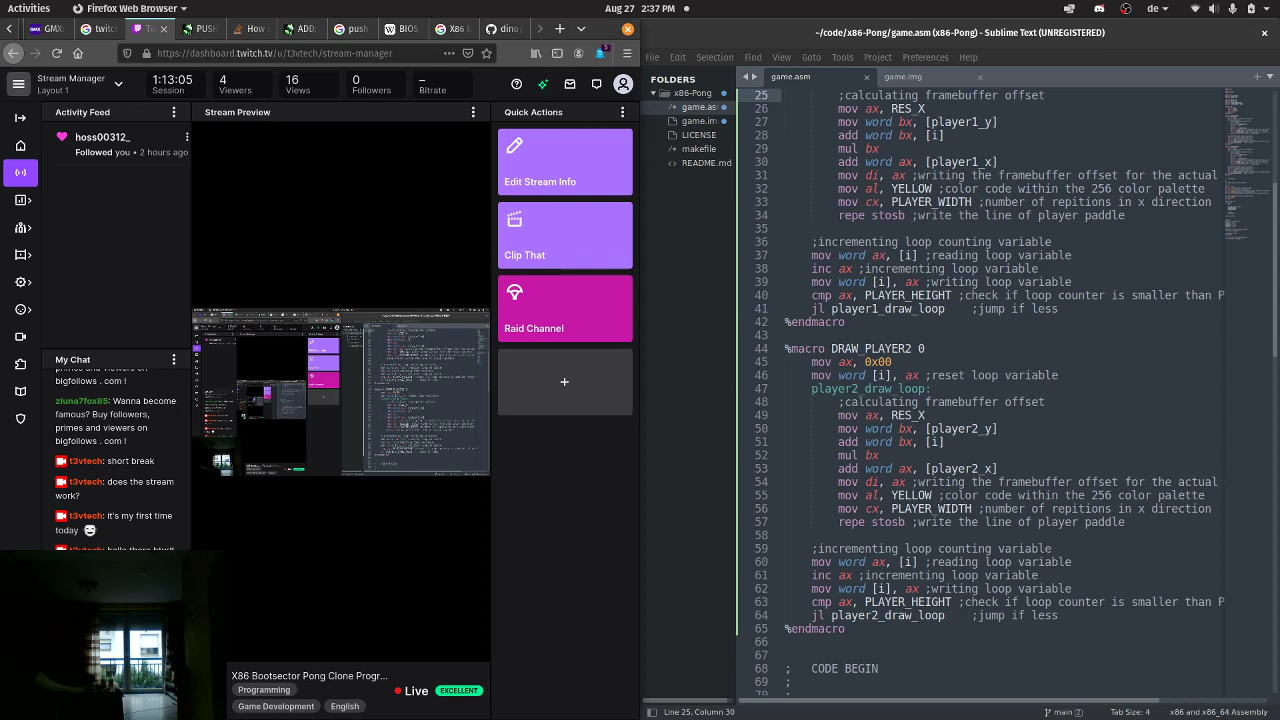 Activities
Firefox Web Browser
Aug 27 2:37 PM
de
GMX:
twitch
Tw
PUSH
How
ADD:
push
BIOS
X86 ta
dino
https://dashboard.twitch.tv/u/t3vtech/stream-manager
Stream Manager
Layout 1
1:13:05
Session
4
Viewers
16
Views
0
Followers
–
Bitrate
Activity Feed
Stream Preview
Quick Actions
hoss00312_
Followed you • 2 hours ago
Edit Stream Info
Clip That
Raid Channel
My Chat
primes and viewers on
bigfollows . com !
zluna7fox85: Wanna become
famous? Buy followers,
primes and viewers on
bigfollows . com !
t3vtech: short break
t3vtech: does the stream
work?
t3vtech: it's my first time
today
X86 Bootsector Pong Clone Progr...
Programming
Game Development
English
Live
EXCELLENT
~/code/x86-Pong/game.asm (x86-Pong) - Sublime Text (UNREGISTERED)
File
Edit
Selection
Find
View
Goto
Tools
Project
Preferences
Help
FOLDERS
x86-Pong
game.as
game.im
LICENSE
makefile
README.md
game.asm
game.img
25 ;calculating framebuffer offset
26 mov ax, RES_X
27 mov word bx, [player1_y]
28 add word bx, [i]
29 mul bx
30 add word ax, [player1_x]
31 mov di, ax ;writing the framebuffer offset for the actual
32 mov al, YELLOW ;color code within the 256 color palette
33 mov cx, PLAYER_WIDTH ;number of repitions in x direction
34 repe stosb ;write the line of player paddle
35
36 ;incrementing loop counting variable
37 mov word ax, [i] ;reading loop variable
38 inc ax ;incrementing loop variable
39 mov word [i], ax ;writing loop variable
40 cmp ax, PLAYER_HEIGHT ;check if loop counter is smaller than P
41 jl player1_draw_loop ;jump if less
42 %endmacro
43
44 %macro DRAW_PLAYER2 0
45 mov ax, 0x00
46 mov word [i], ax ;reset loop variable
47 player2_draw_loop:
48 ;calculating framebuffer offset
49 mov ax, RES_X
50 mov word bx, [player2_y]
51 add word bx, [i]
52 mul bx
53 add word ax, [player2_x]
54 mov di, ax ;writing the framebuffer offset for the actual
55 mov al, YELLOW ;color code within the 256 color palette
56 mov cx, PLAYER_WIDTH ;number of repitions in x direction
57 repe stosb ;write the line of player paddle
58
59 ;incrementing loop counting variable
60 mov word ax, [i] ;reading loop variable
61 inc ax ;incrementing loop variable
62 mov word [i], ax ;writing loop variable
63 cmp ax, PLAYER_HEIGHT ;check if loop counter is smaller than P
64 jl player2_draw_loop ;jump if less
65 %endmacro
66
67
68 ; CODE BEGIN
69 ;
70 ;
Line 25, Column 30
main (2)
Tab Size: 4
x86 and x86_64 Assembly